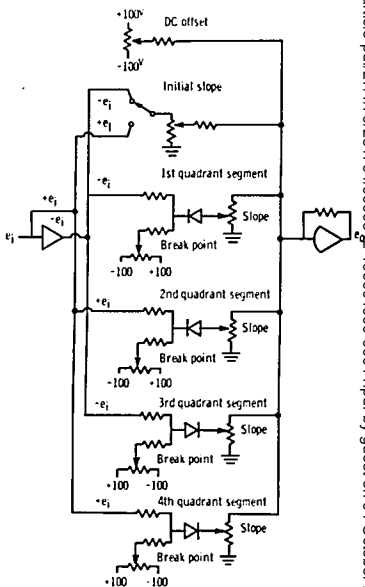 +100V
DC offset
-100V
Initial slope
-ei
+ei
1st quadrant segment
-ei
+ei
-ei
ei
Slope
eo
Break point
-100 +100
2nd quadrant segment
+ei
Slope
Break point
-100 +100
3rd quadrant segment
-ei
Slope
Break point
+100 -100
4th quadrant segment
+ei
Slope
Break point
+100 -100